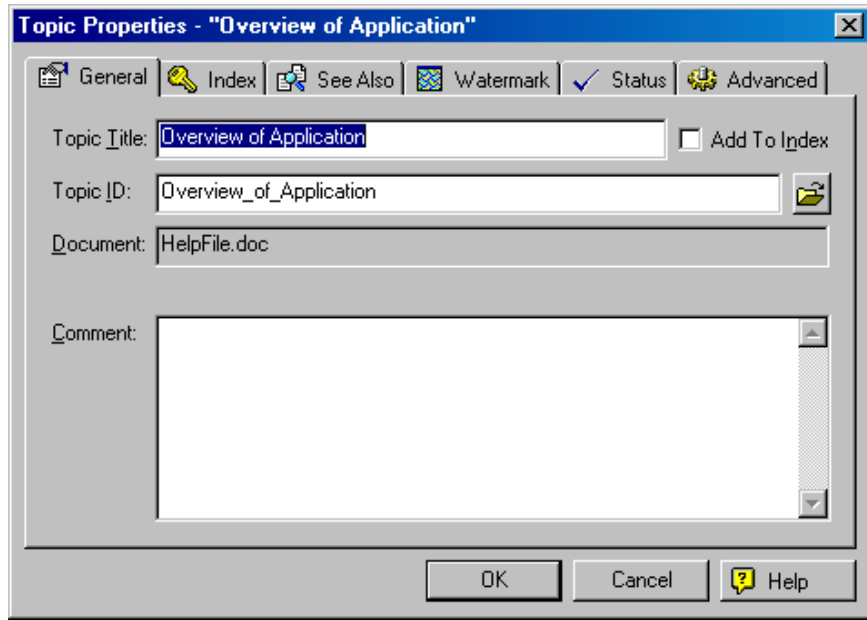 Topic Properties - "Overview of Application"
General Index See Also Watermark Status Advanced
Topic Title: Overview of Application Add To Index
Topic ID: Overview_of_Application
Document: HelpFile.doc
Comment:
OK Cancel Help